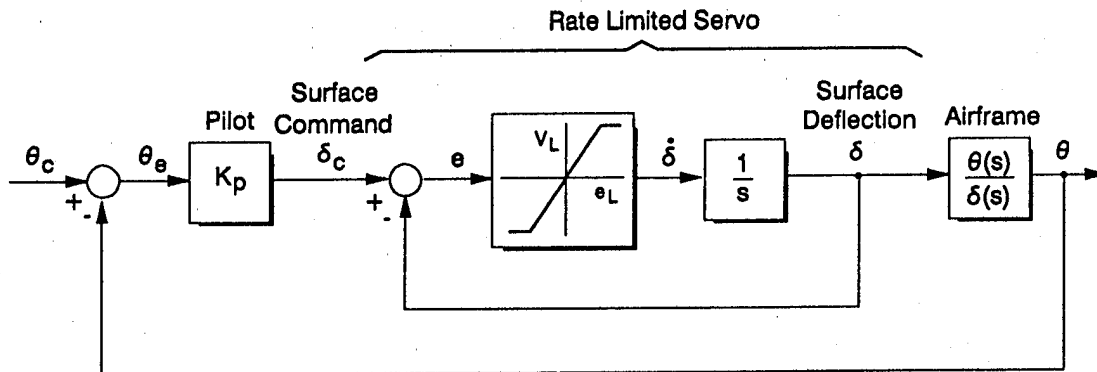 Rate Limited Servo
Surface
Command
Surface
Deflection
Pilot
Airframe
θc
+
-
θe
Kp
δc
+
-
e
VL
eL
δ̇
1
s
δ
θ(s)
δ(s)
θ